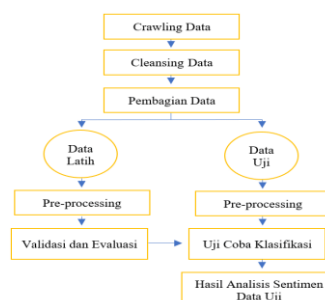 Crawling Data
Cleansing Data
Pembagian Data
Data
Latih
Data
Uji
Pre-processing
Pre-processing
Validasi dan Evaluasi
Uji Coba Klasifikasi
Hasil Analisis Sentimen
Data Uji